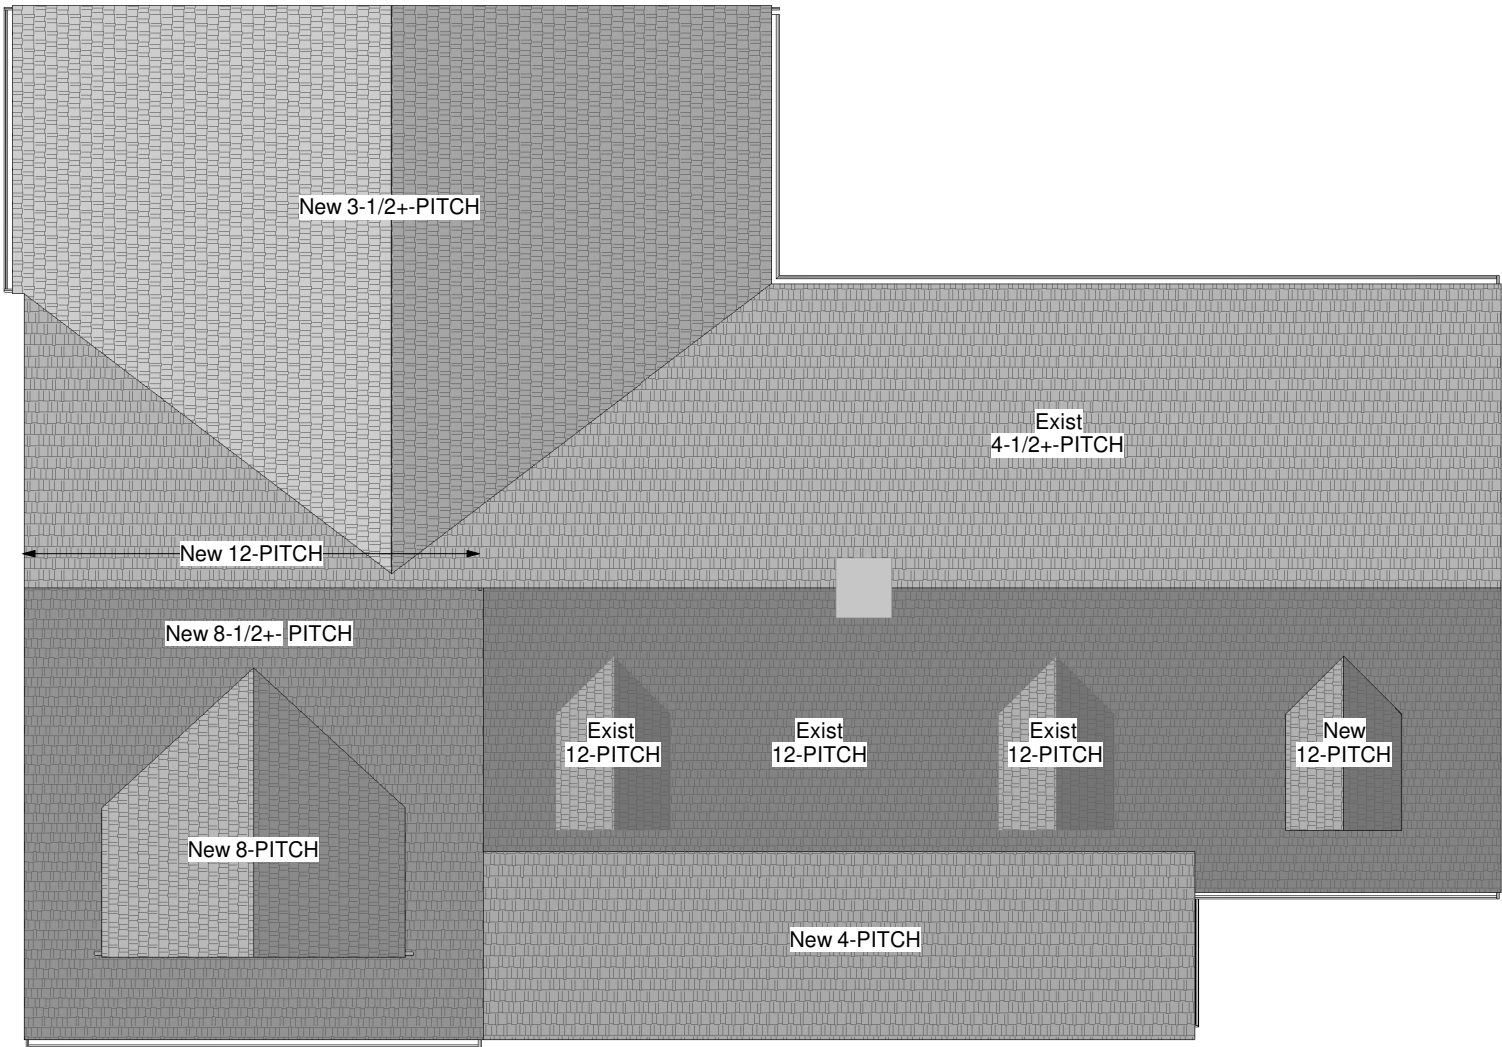 New 3-1/2+-PITCH
Exist
4-1/2+-PITCH
New 12-PITCH
New 8-1/2+- PITCH
Exist
12-PITCH
Exist
12-PITCH
Exist
12-PITCH
New
12-PITCH
New 8-PITCH
New 4-PITCH